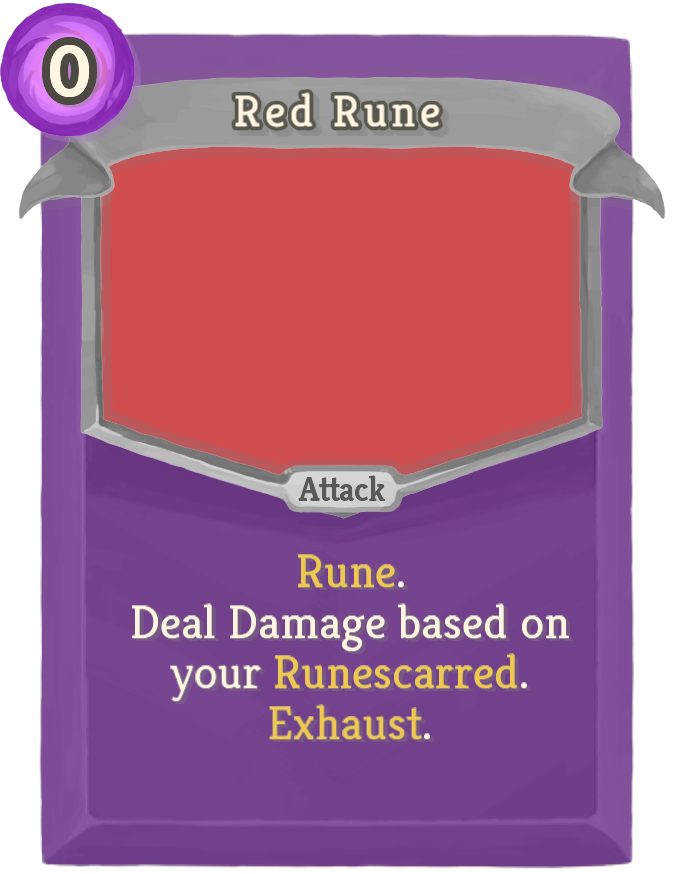 0
Red Rune
Attack
Rune.
Deal Damage based on
your Runescarred.
Exhaust.